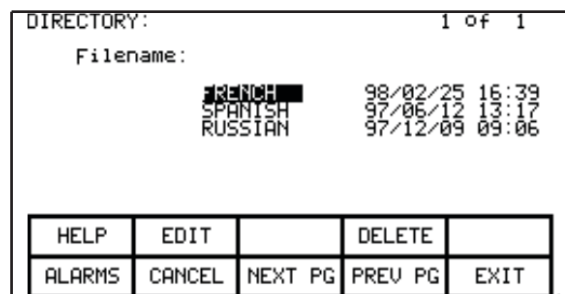 DIRECTORY: 1 of 1
Filename:
FRENCH 98/02/25 16:39
SPANISH 97/06/12 13:17
RUSSIAN 97/12/09 09:06
HELP EDIT DELETE
ALARMS CANCEL NEXT PG PREV PG EXIT